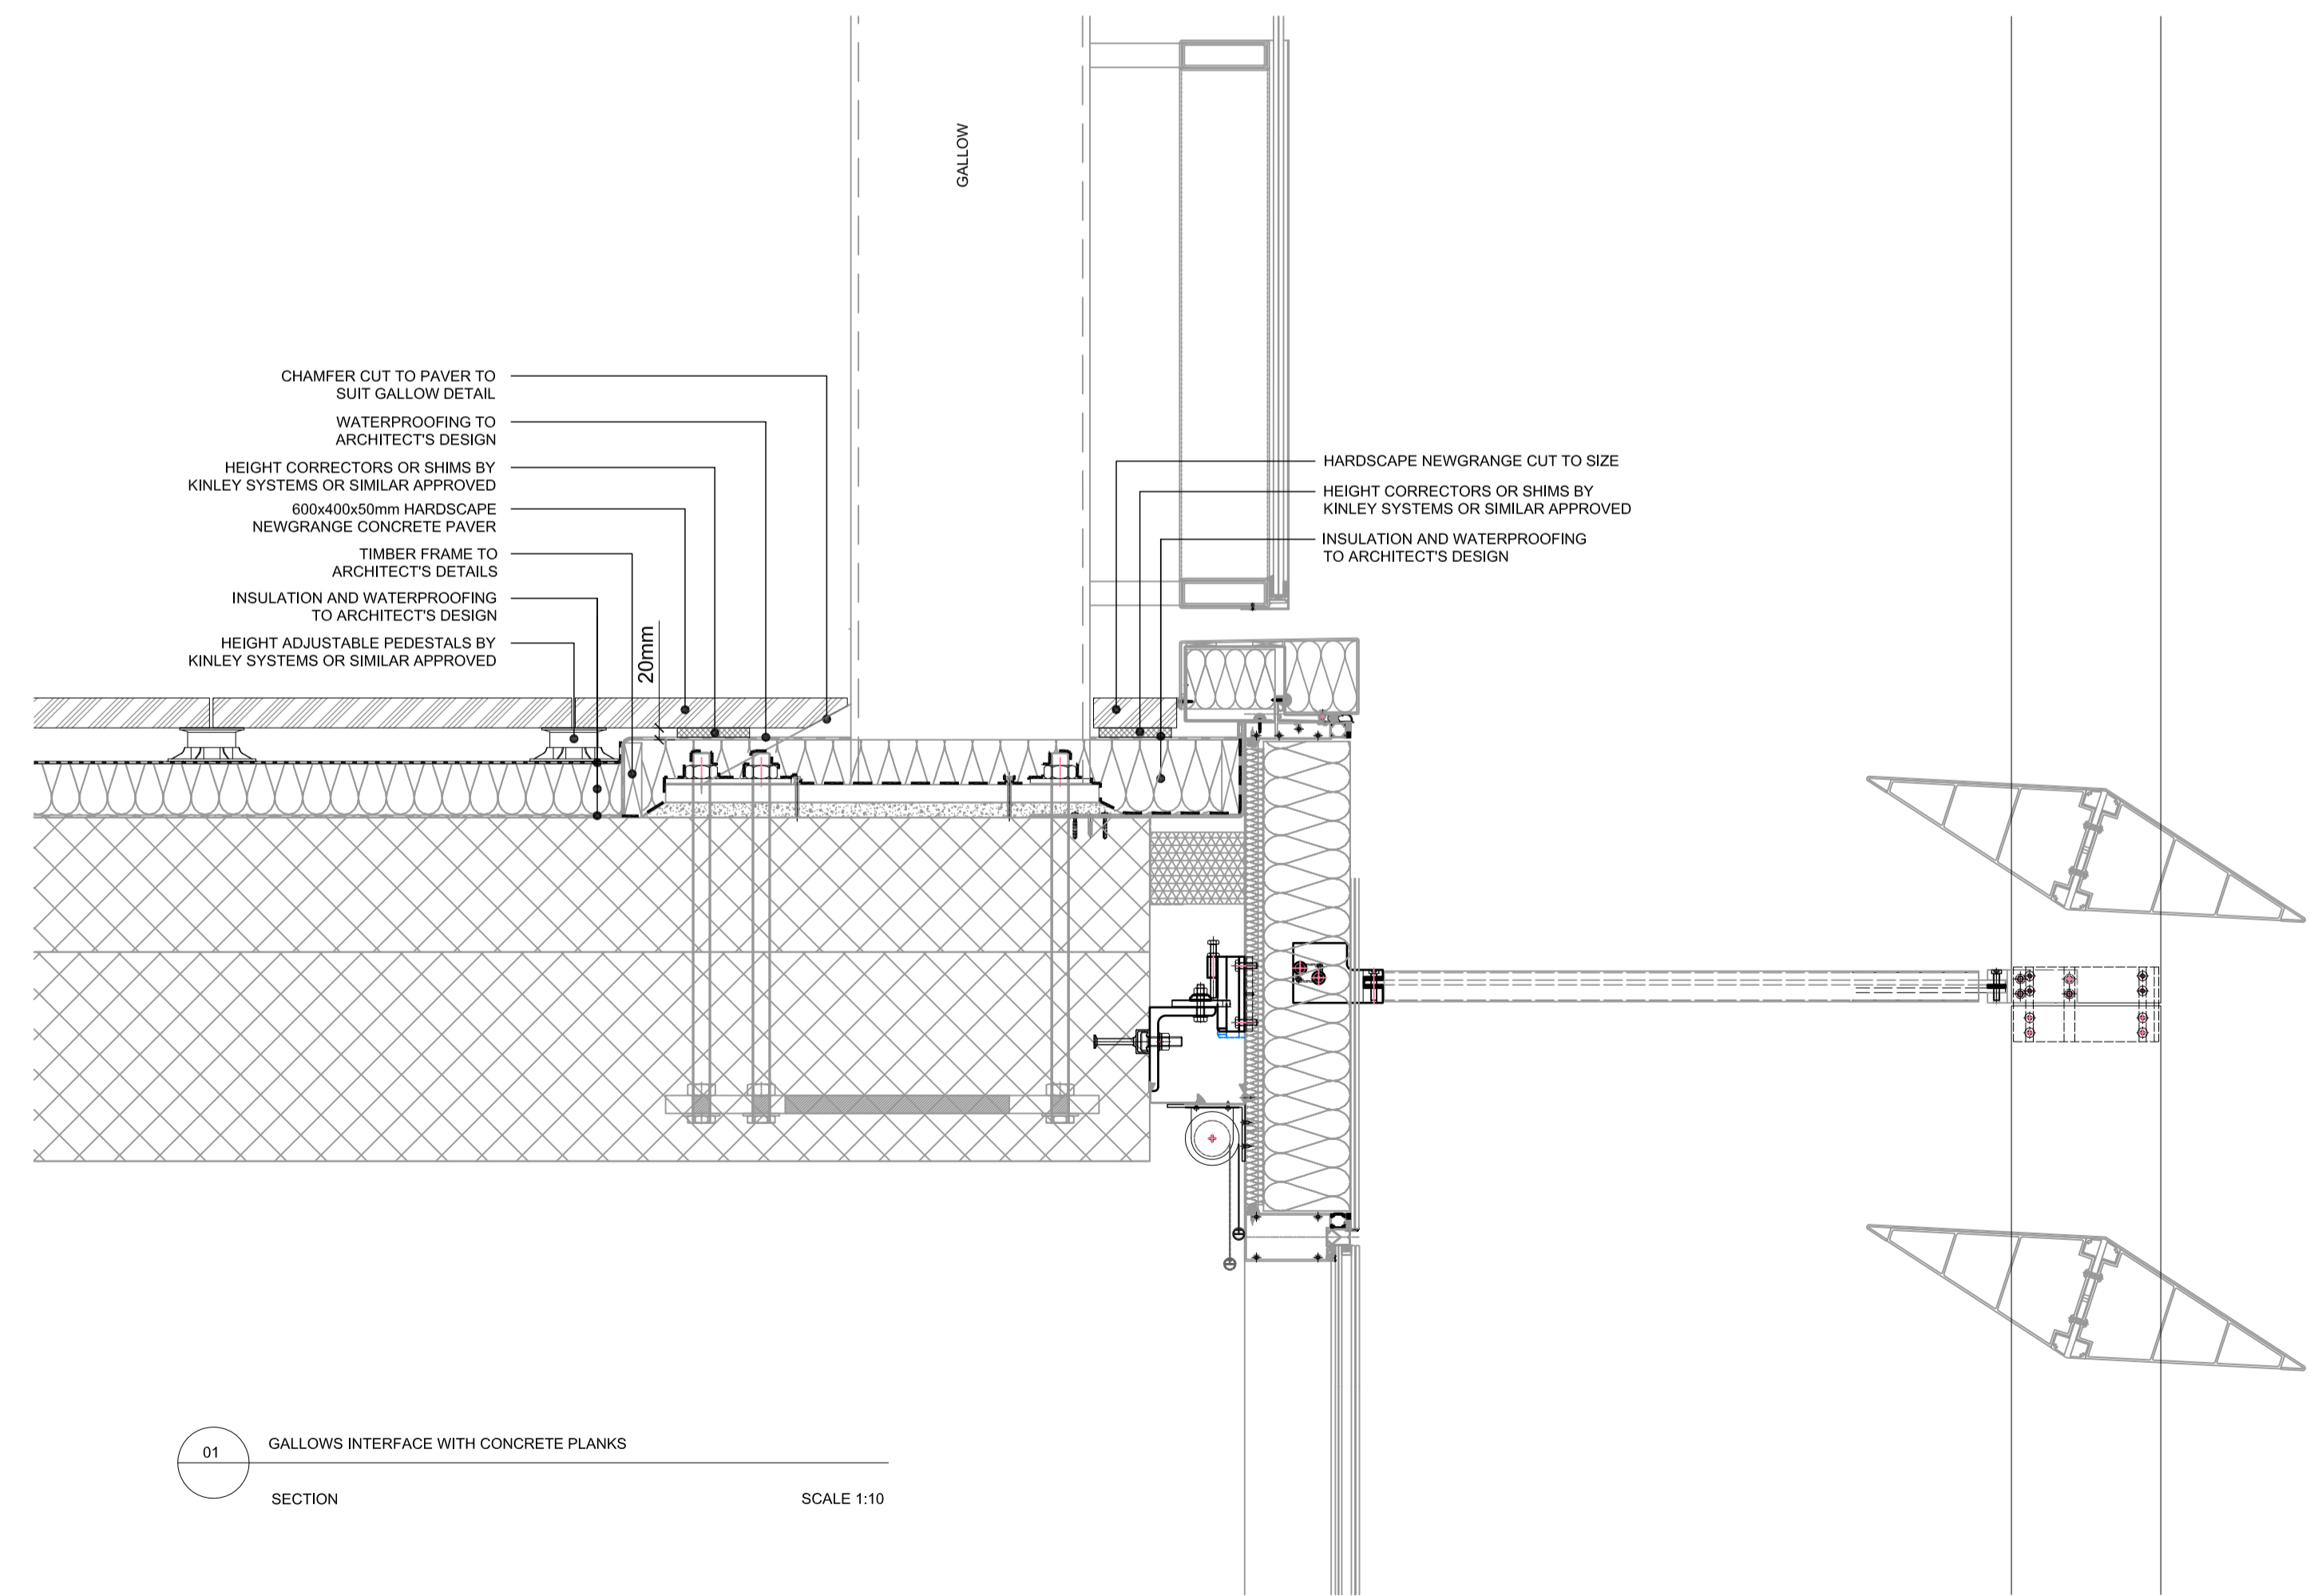 GALLOW
CHAMFER CUT TO PAVER TO
SUIT GALLOW DETAIL
WATERPROOFING TO
ARCHITECT'S DESIGN
HEIGHT CORRECTORS OR SHIMS BY
KINLEY SYSTEMS OR SIMILAR APPROVED
600x400x50mm HARDSCAPE
NEWGRANGE CONCRETE PAVER
TIMBER FRAME TO
ARCHITECT'S DETAILS
INSULATION AND WATERPROOFING
TO ARCHITECT'S DESIGN
HEIGHT ADJUSTABLE PEDESTALS BY
KINLEY SYSTEMS OR SIMILAR APPROVED
20mm
HARDSCAPE NEWGRANGE CUT TO SIZE
HEIGHT CORRECTORS OR SHIMS BY
KINLEY SYSTEMS OR SIMILAR APPROVED
INSULATION AND WATERPROOFING
TO ARCHITECT'S DESIGN
01
GALLOWS INTERFACE WITH CONCRETE PLANKS
SECTION
SCALE 1:10